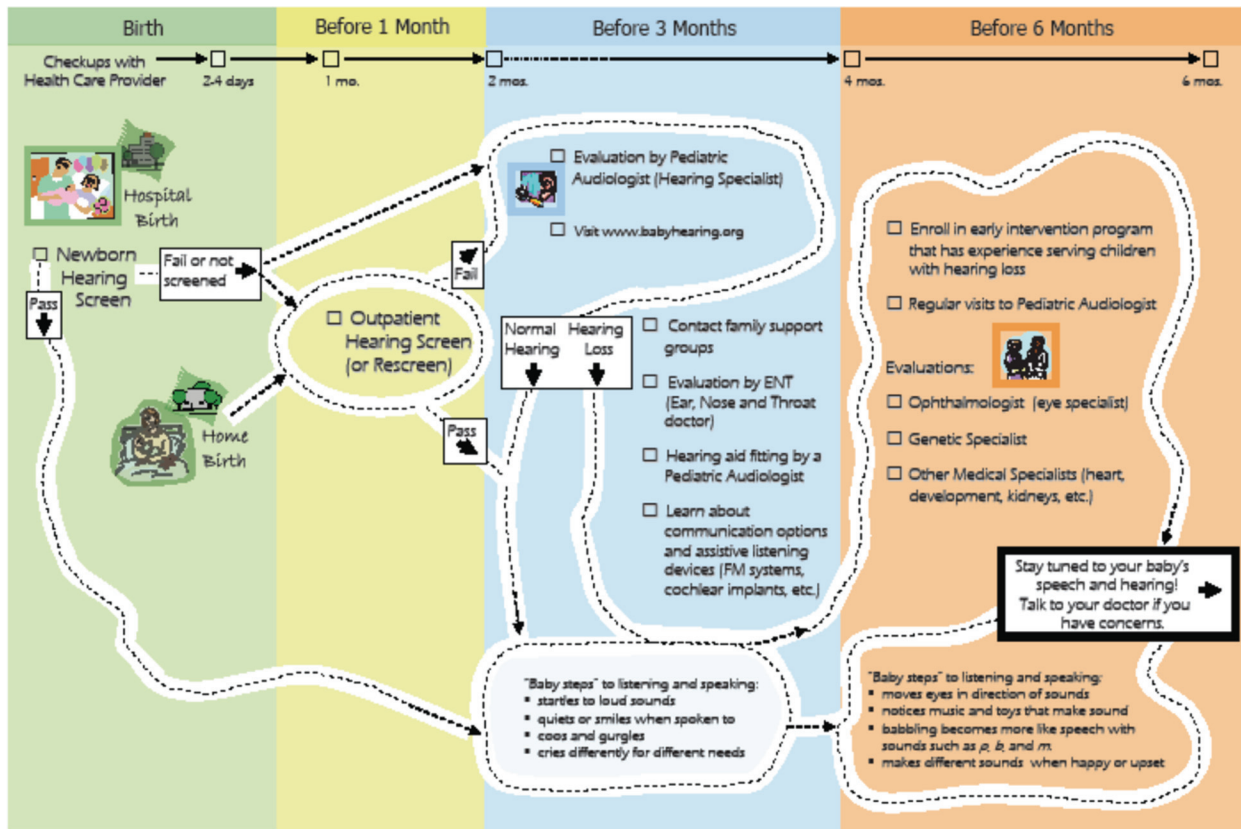 Birth
Before 1 Month
Before 3 Months
Before 6 Months
Checkups with
Health Care Provider
2-4 days
1 mo.
2 mos.
4 mos.
6 mos.
Hospital
Birth
☐ Newborn
Hearing
Screen
Fail or not
screened
Pass
Home
Birth
☐ Outpatient
Hearing Screen
(or Rescreen)
Fail
Pass
☐ Evaluation by Pediatric
Audiologist (Hearing Specialist)
☐ Visit www.babyhearing.org
Normal
Hearing
Hearing
Loss
☐ Contact family support
groups
☐ Evaluation by ENT
(Ear, Nose and Throat
doctor)
☐ Hearing aid fitting by a
Pediatric Audiologist
☐ Learn about
communication options
and assistive listening
devices (FM systems,
cochlear implants, etc.)
"Baby steps" to listening and speaking:
▪ startles to loud sounds
▪ quiets or smiles when spoken to
▪ coos and gurgles
▪ cries differently for different needs
☐ Enroll in early intervention program
that has experience serving children
with hearing loss
☐ Regular visits to Pediatric Audiologist
Evaluations:
☐ Ophthalmologist (eye specialist)
☐ Genetic Specialist
☐ Other Medical Specialists (heart,
development, kidneys, etc.)
Stay tuned to your baby's
speech and hearing!
Talk to your doctor if you
have concerns.
"Baby steps" to listening and speaking:
▪ moves eyes in direction of sounds
▪ notices music and toys that make sound
▪ babbling becomes more like speech with
sounds such as p, b, and m.
▪ makes different sounds when happy or upset